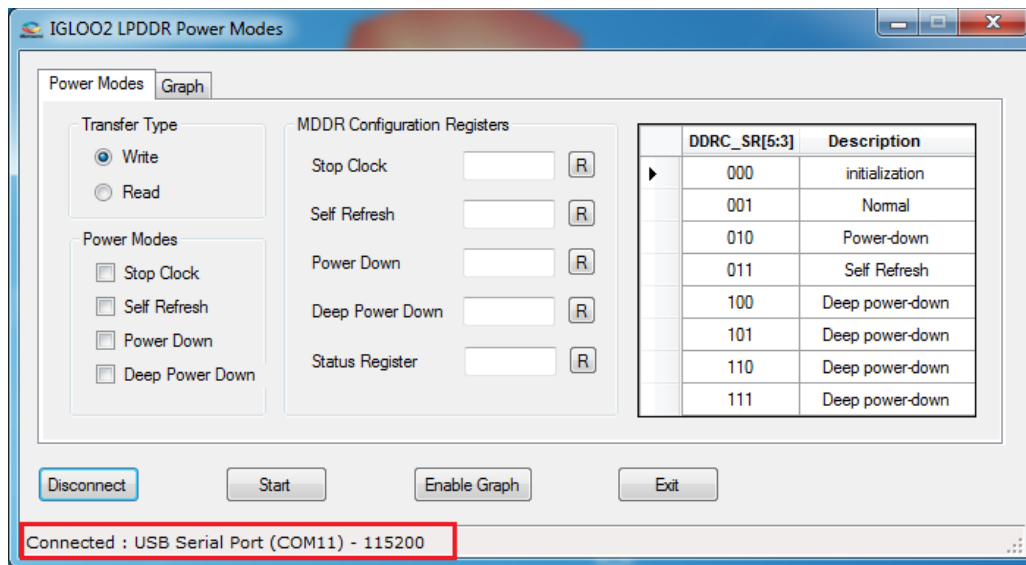 IGLOO2 LPDDR Power Modes
Power Modes
Graph
Transfer Type
Write
Read
Power Modes
Stop Clock
Self Refresh
Power Down
Deep Power Down
MDDR Configuration Registers
Stop Clock R
Self Refresh R
Power Down R
Deep Power Down R
Status Register R
DDRC_SR[5:3] Description
000 initialization
001 Normal
010 Power-down
011 Self Refresh
100 Deep power-down
101 Deep power-down
110 Deep power-down
111 Deep power-down
Disconnect
Start
Enable Graph
Exit
Connected : USB Serial Port (COM11) - 115200